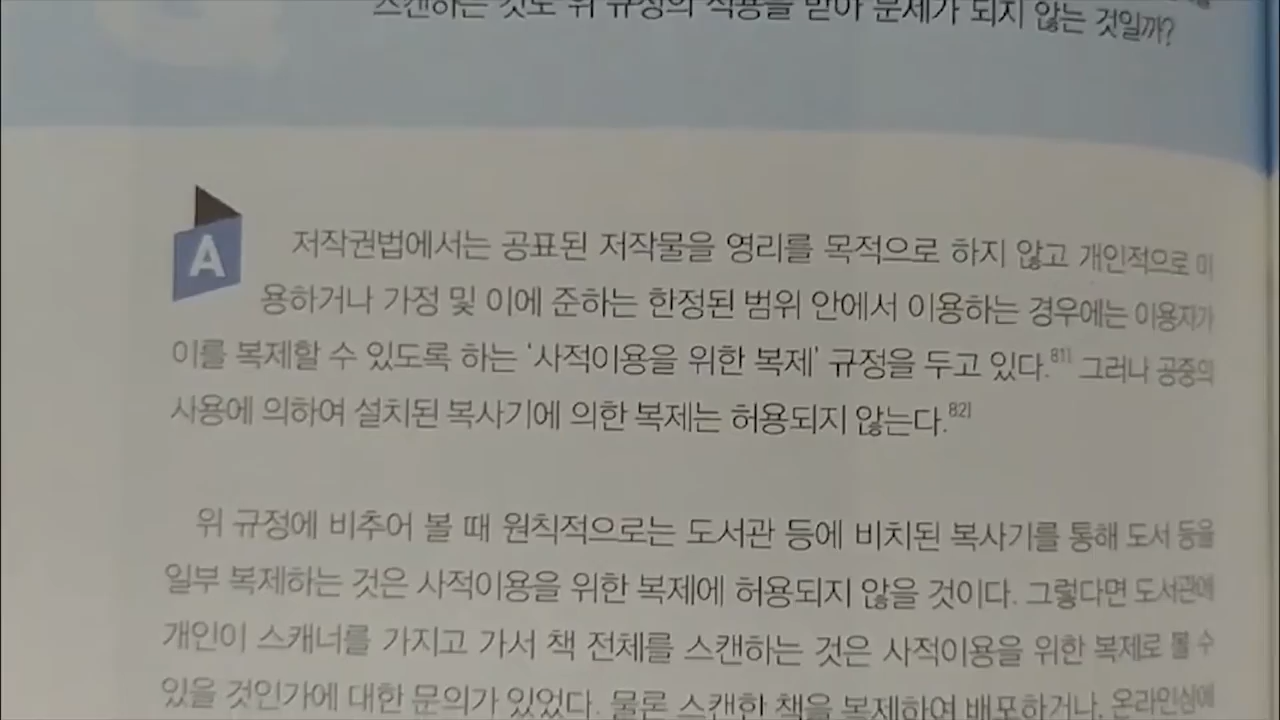 스캔하는 것도 위 규정의 적용을 받아 문제가 되지 않는 것일까?
A
저작권법에서는 공표된 저작물을 영리를 목적으로 하지 않고 개인적으로 이
용하거나 가정 및 이에 준하는 한정된 범위 안에서 이용하는 경우에는 이용자가
이를 복제할 수 있도록 하는 ‘사적이용을 위한 복제’ 규정을 두고 있다.81) 그러나 공중의
사용에 의하여 설치된 복사기에 의한 복제는 허용되지 않는다.82)
위 규정에 비추어 볼 때 원칙적으로는 도서관 등에 비치된 복사기를 통해 도서 등을
일부 복제하는 것은 사적이용을 위한 복제에 허용되지 않을 것이다. 그렇다면 도서관에
개인이 스캐너를 가지고 가서 책 전체를 스캔하는 것은 사적이용을 위한 복제로 볼 수
있을 것인가에 대한 문의가 있었다. 물론 스캔한 책을 복제하여 배포하거나, 온라인상에